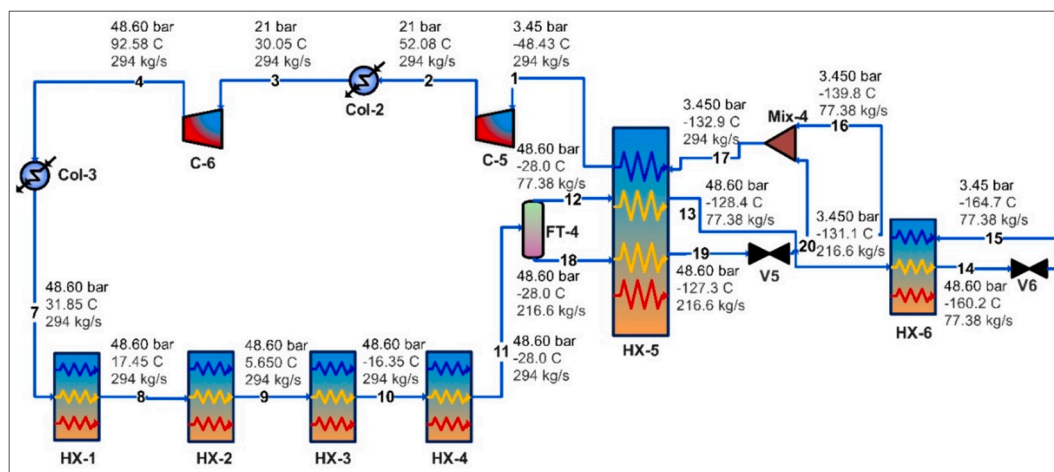 48.60 bar
92.58 C
294 kg/s
4
21 bar
30.05 C
294 kg/s
3
21 bar
52.08 C
294 kg/s
2
3.45 bar
-48.43 C
294 kg/s
1
Col-2
C-6
C-5
Col-3
3.450 bar
-132.9 C
294 kg/s
17
Mix-4
3.450 bar
-139.8 C
77.38 kg/s
16
48.60 bar
-28.0 C
77.38 kg/s
12
FT-4
18
48.60 bar
-28.0 C
216.6 kg/s
48.60 bar
-128.4 C
77.38 kg/s
13
19
48.60 bar
-127.3 C
216.6 kg/s
V5
20
3.450 bar
-131.1 C
216.6 kg/s
3.45 bar
-164.7 C
77.38 kg/s
15
14
48.60 bar
-160.2 C
77.38 kg/s
V6
HX-5
HX-6
7
48.60 bar
31.85 C
294 kg/s
48.60 bar
17.45 C
294 kg/s
8
48.60 bar
5.650 C
294 kg/s
9
48.60 bar
-16.35 C
294 kg/s
10
11
48.60 bar
-28.0 C
294 kg/s
HX-1
HX-2
HX-3
HX-4